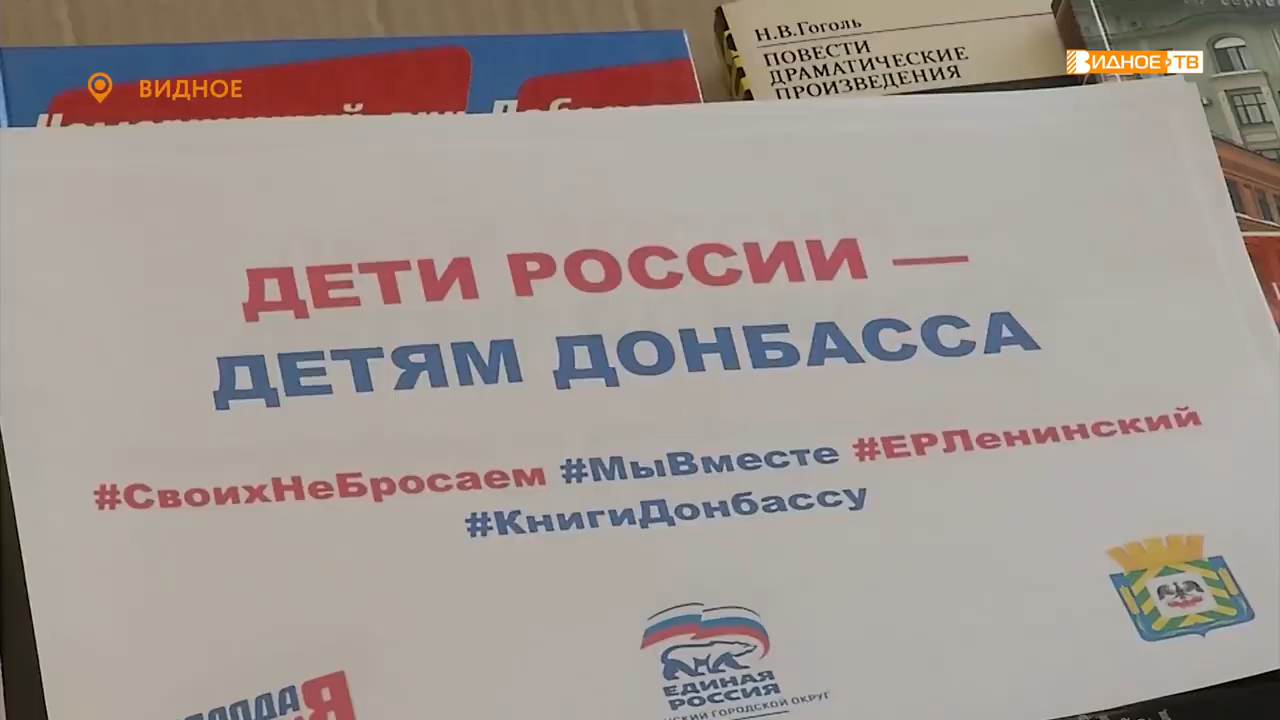 ВИДНОЕ
ВИДНОЕ ТВ
Н.В.Гоголь
ПОВЕСТИ
ДРАМАТИЧЕСКИЕ
ПРОИЗВЕДЕНИЯ
ДЕТИ РОССИИ —
ДЕТЯМ ДОНБАССА
#СвоихНеБросаем #МыВместе #ЕРЛенинский
#КнигиДонбассу
ЕДИНАЯ
РОССИЯ
ГОРОДСКОЙ ОКРУГ